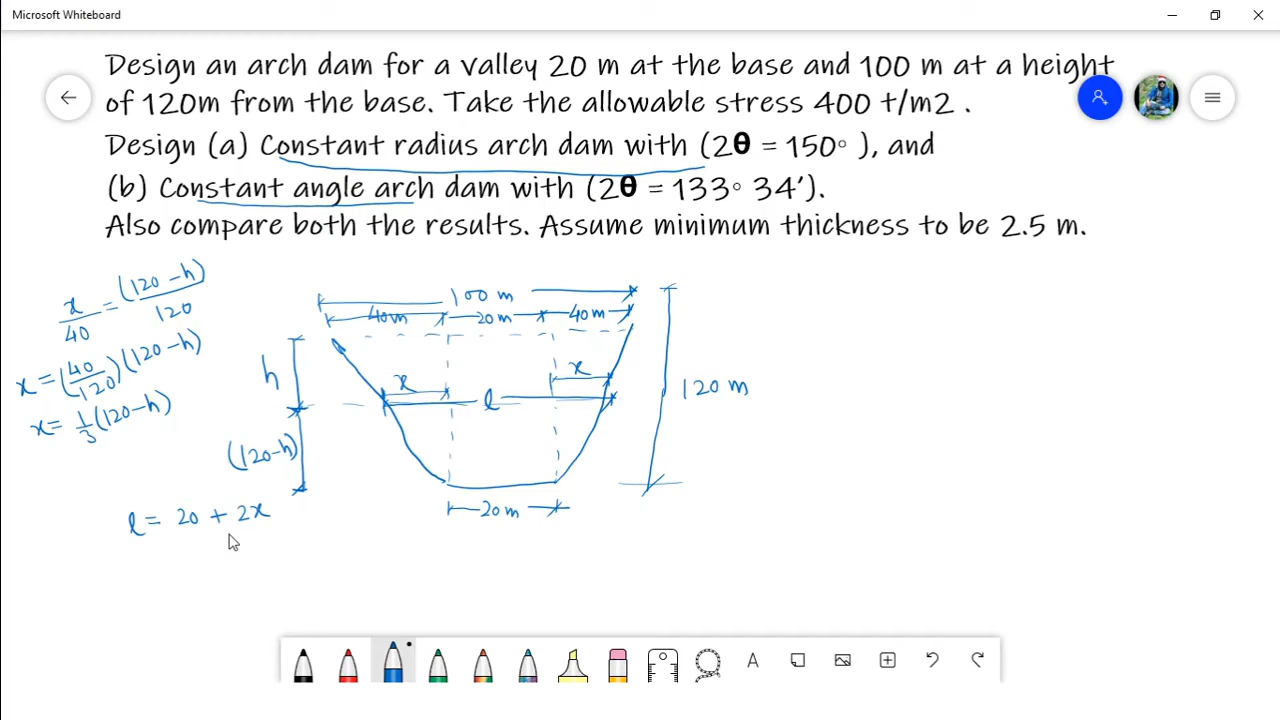 Microsoft Whiteboard
Design an arch dam for a valley 20 m at the base and 100 m at a height
of 120m from the base. Take the allowable stress 400 t/m2 .
Design (a) Constant radius arch dam with (2θ = 150° ), and
(b) Constant angle arch dam with (2θ = 133° 34').
Also compare both the results. Assume minimum thickness to be 2.5 m.
x/40 = (120-h)/120
x = (40/120)(120-h)
x = 1/3(120-h)
100 m
40m 20m 40m
h
x
x
l
120 m
(120-h)
20m
l = 20 + 2x
A